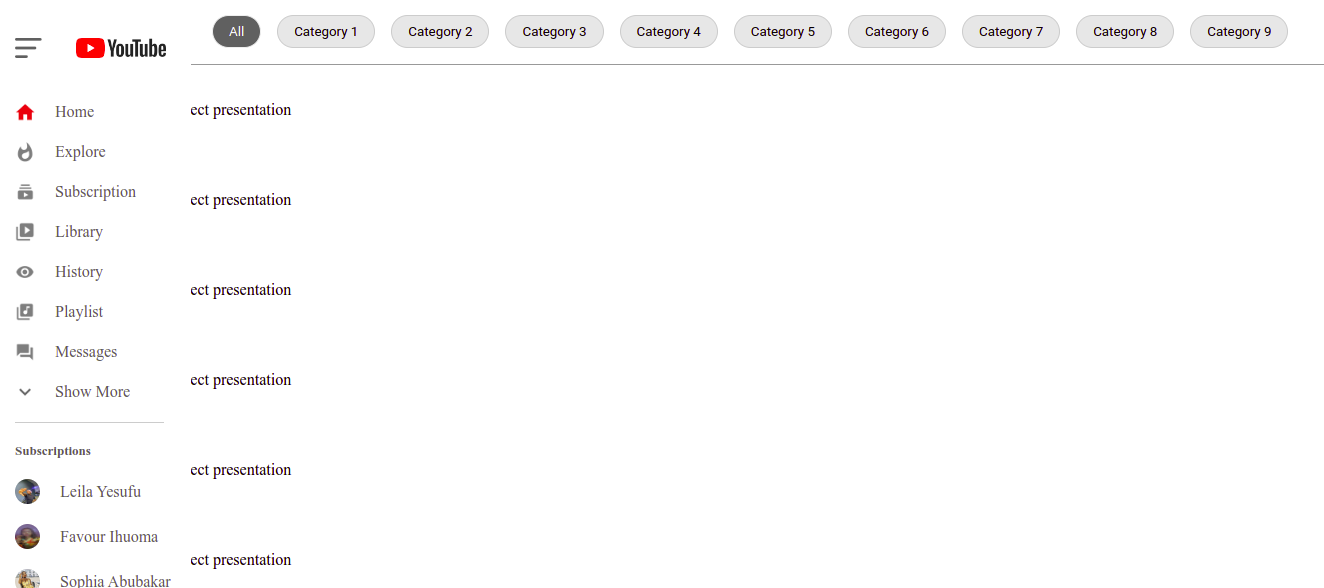 All
Category 1
Category 2
Category 3
Category 4
Category 5
Category 6
Category 7
Category 8
Category 9
YouTube
Home
Explore
Subscription
Library
History
Playlist
Messages
Show More
Subscriptions
Leila Yesufu
Favour Ihuoma
Sophia Abubakar
ect presentation
ect presentation
ect presentation
ect presentation
ect presentation
ect presentation